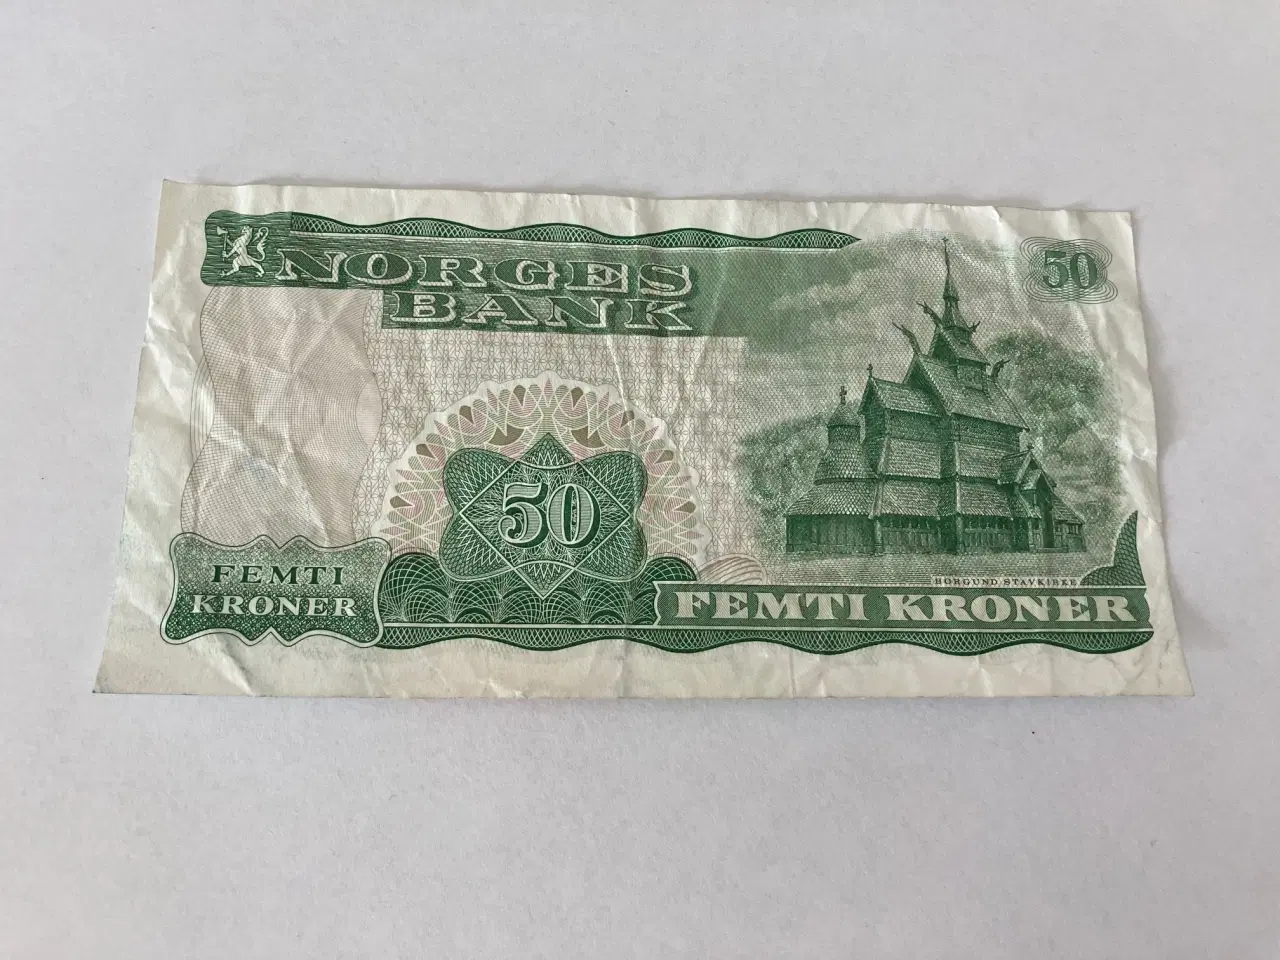 NORGES
BANK
50
50
BORGUND STAVKIRKE
FEMTI
KRONER
FEMTI KRONER